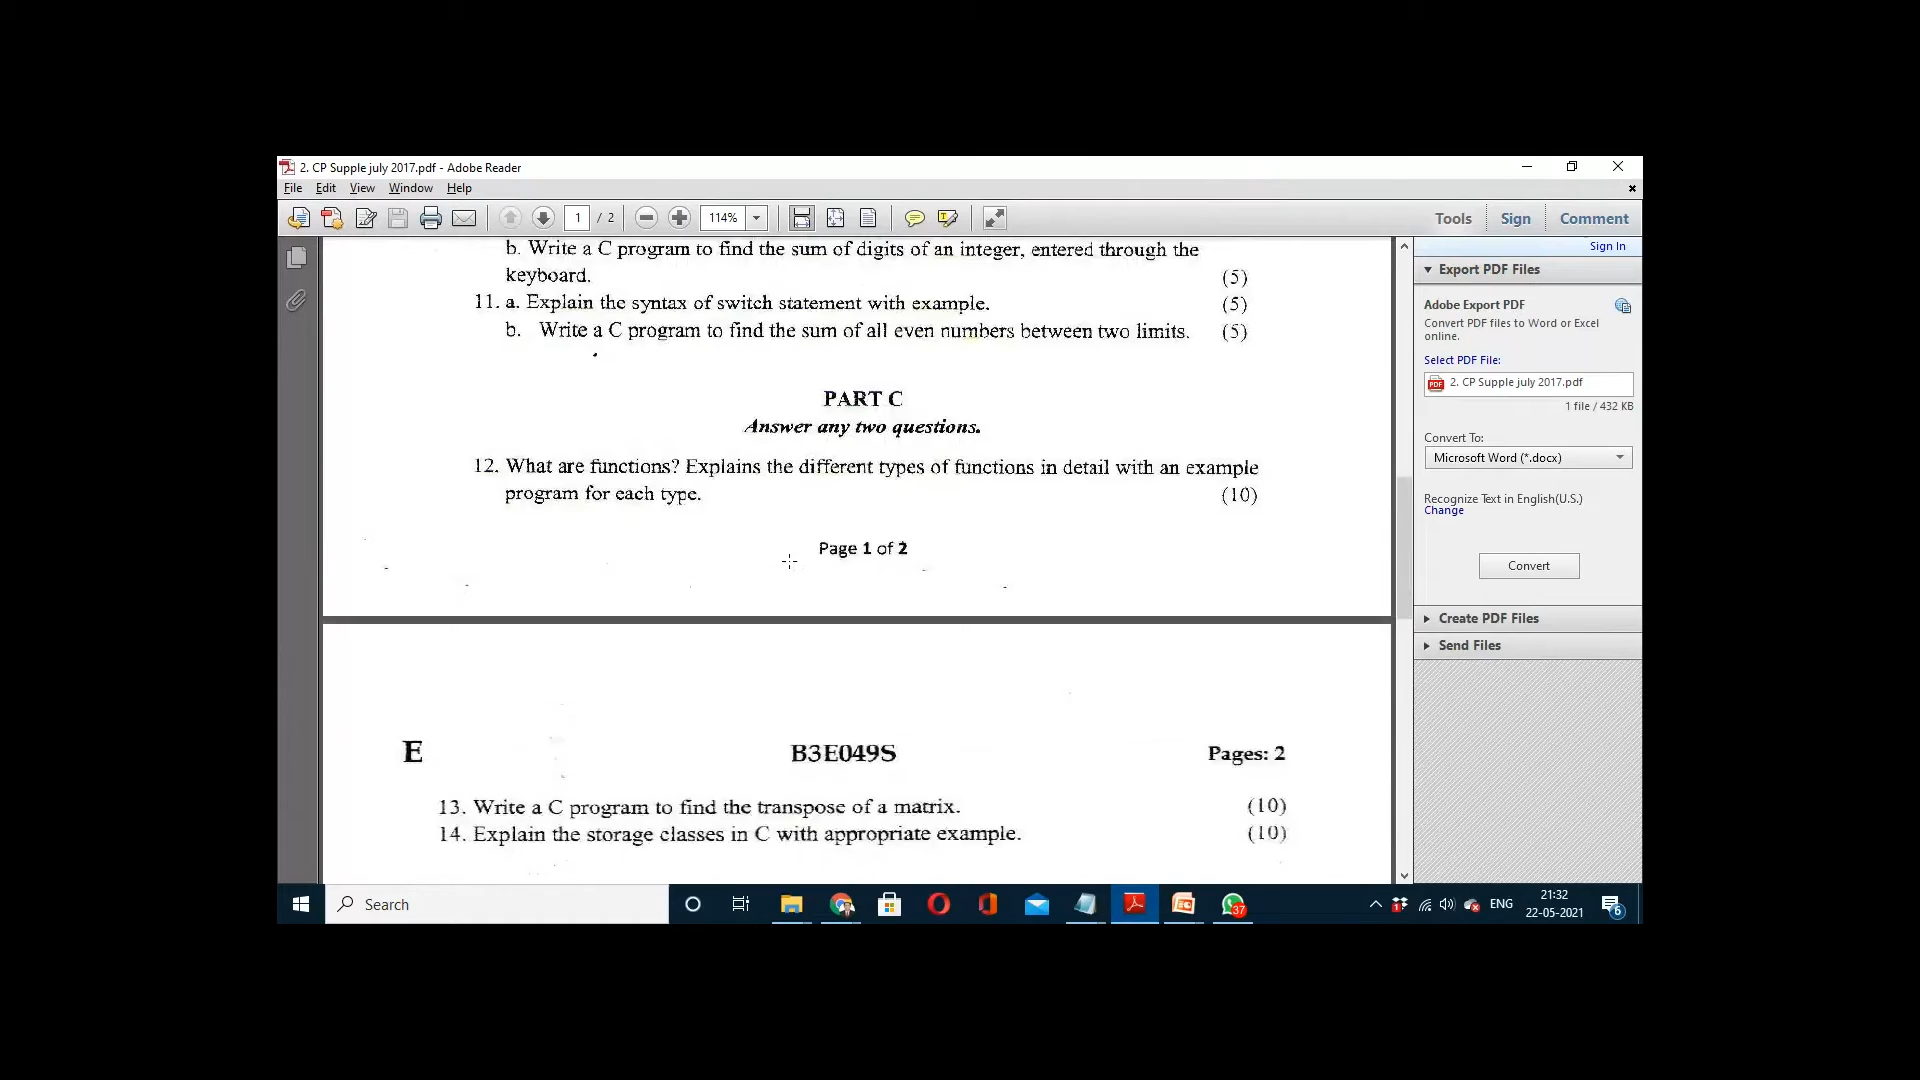 2. CP Supple july 2017.pdf - Adobe Reader
File Edit View Window Help
1 / 2 114% Tools Sign Comment
Sign In
b. Write a C program to find the sum of digits of an integer, entered through the
keyboard. (5)
11. a. Explain the syntax of switch statement with example. (5)
b. Write a C program to find the sum of all even numbers between two limits. (5)
PART C
Answer any two questions.
12. What are functions? Explains the different types of functions in detail with an example
program for each type. (10)
Page 1 of 2
E B3E049S Pages: 2
13. Write a C program to find the transpose of a matrix. (10)
14. Explain the storage classes in C with appropriate example. (10)
Export PDF Files
Adobe Export PDF
Convert PDF files to Word or Excel
online.
Select PDF File:
2. CP Supple july 2017.pdf
1 file / 432 KB
Convert To:
Microsoft Word (*.docx)
Recognize Text in English(U.S.)
Change
Convert
Create PDF Files
Send Files
Search
37
1
ENG
21:32
22-05-2021
6